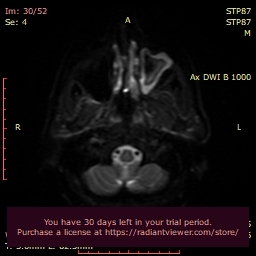 Im: 30/52
Se: 4
STP87
STP87
M
A
Ax DWI B 1000
R
L
You have 30 days left in your trial period.
Purchase a license at https://radiantviewer.com/store/